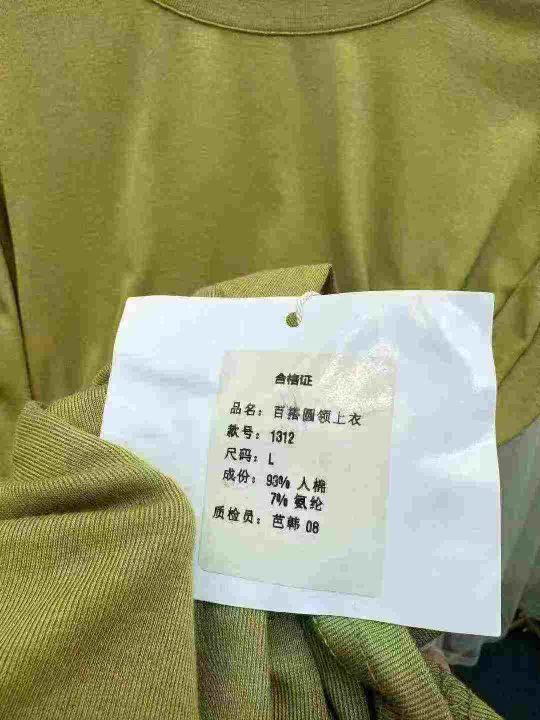 合格证
品名：百搭圆领上衣
款号：1312
尺码：L
成份：93% 人棉
7% 氨纶
质检员：芭韩 08